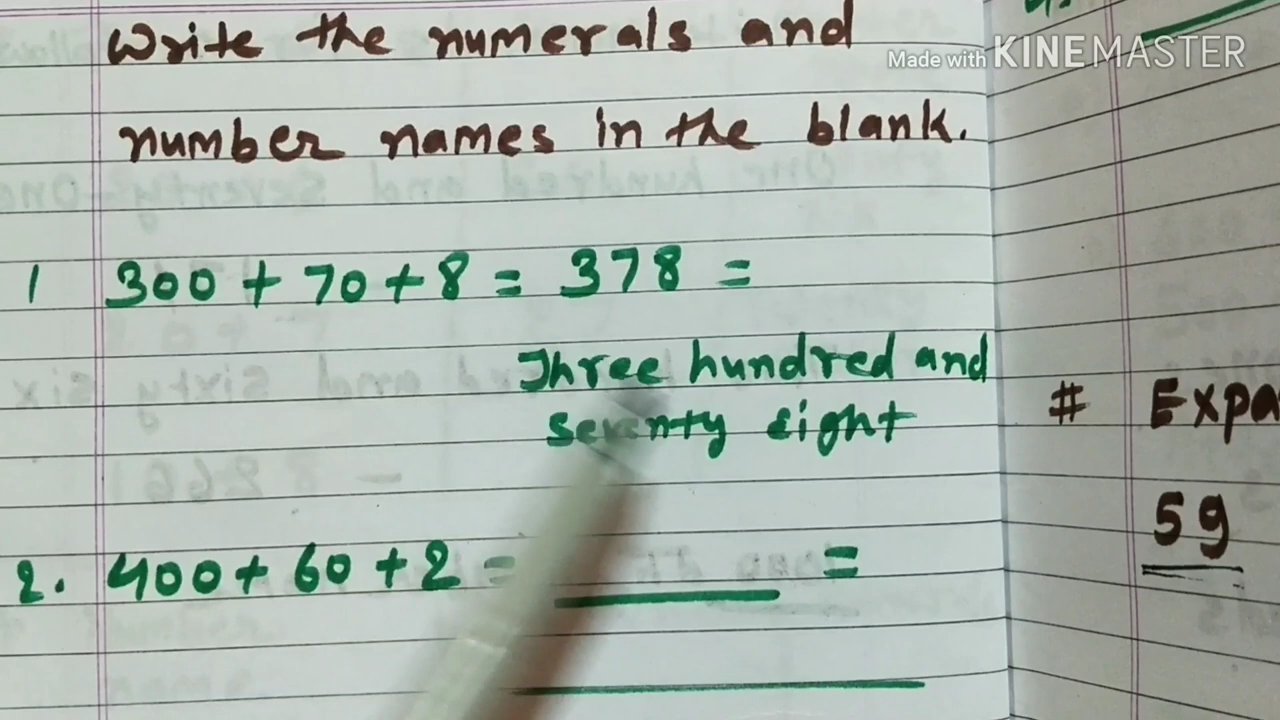 Write the numerals and
Made with KINEMASTER
number names in the blank.
1 300 + 70 + 8 = 378 =
Three hundred and
seventy eight
# Expa
59
2. 400 + 60 + 2 = =